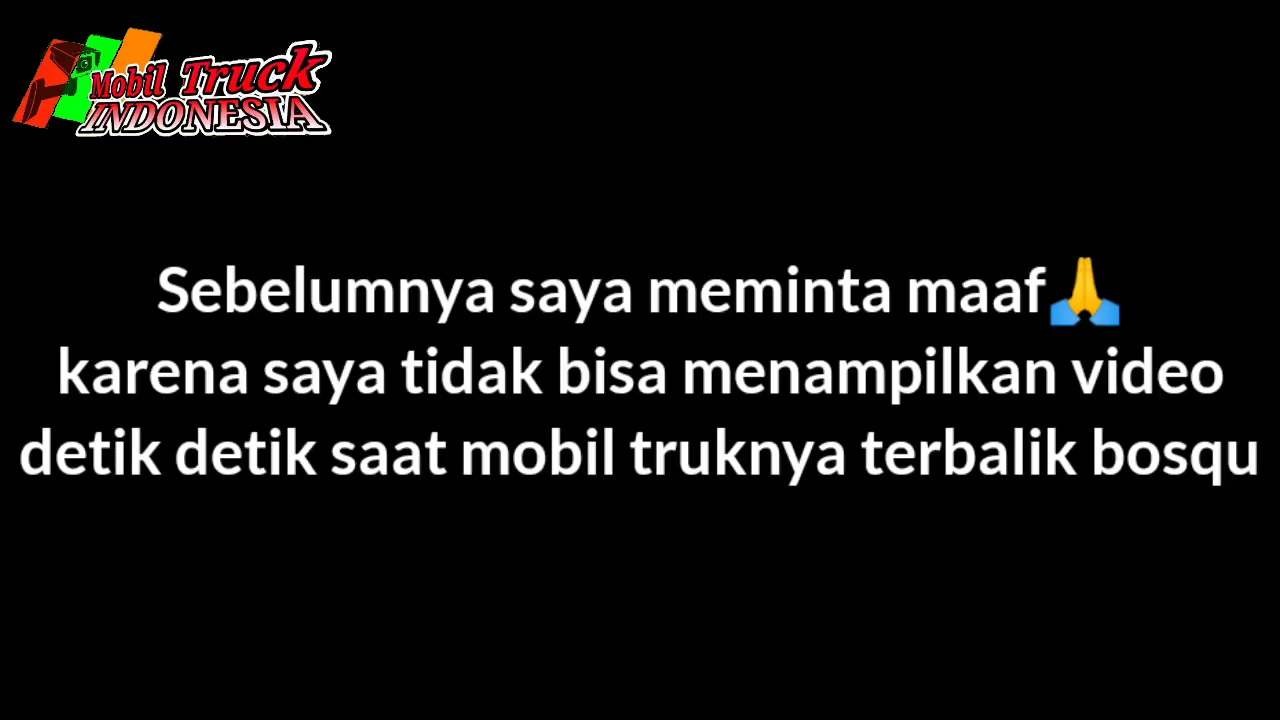 Mobil Truck
INDONESIA
Sebelumnya saya meminta maaf🙏
karena saya tidak bisa menampilkan video
detik detik saat mobil truknya terbalik bosqu